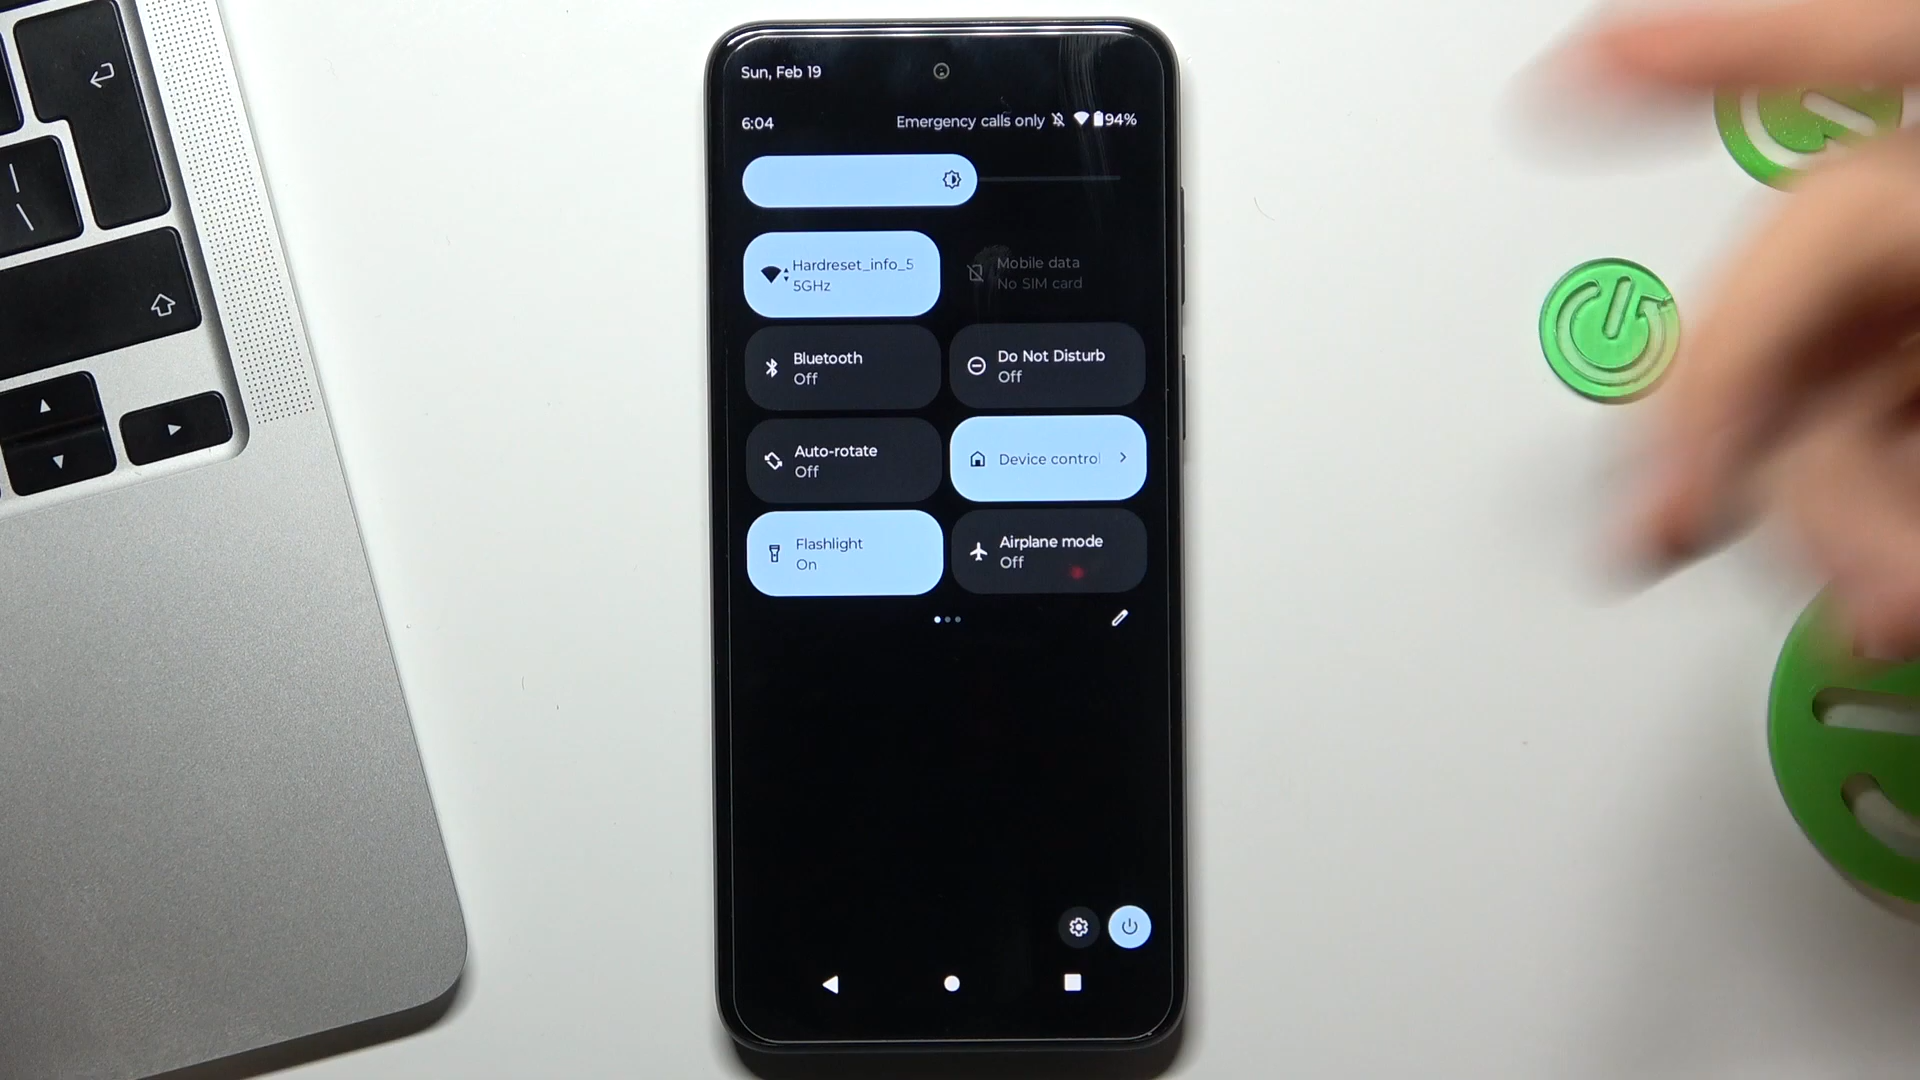 Sun, Feb 19
6:04
Emergency calls only
94%
Hardreset_info_5
5GHz
Mobile data
No SIM card
Bluetooth
Off
Do Not Disturb
Off
Auto-rotate
Off
Device control
Flashlight
On
Airplane mode
Off